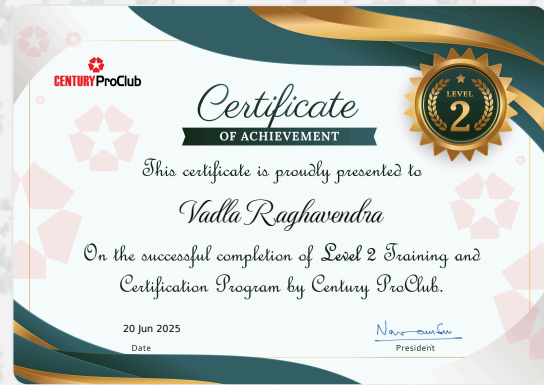 CENTURY ProClub
LEVEL
2
Certificate
OF ACHIEVEMENT
This certificate is proudly presented to
Vadla Raghavendra
On the successful completion of Level 2 Training and
Certification Program by Century ProClub.
20 Jun 2025
Date
President